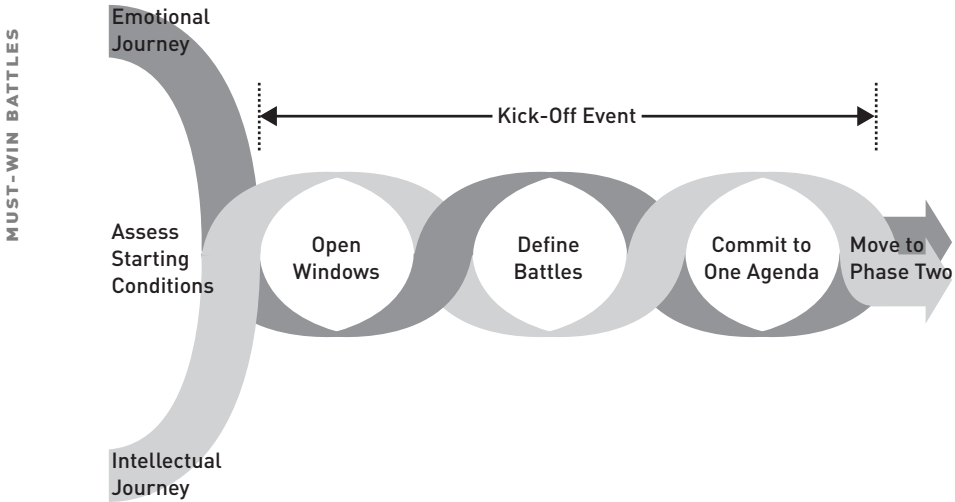 MUST-WIN BATTLES
Emotional
Journey
Kick-Off Event
Assess
Starting
Conditions
Open
Windows
Define
Battles
Commit to
One Agenda
Move to
Phase Two
Intellectual
Journey